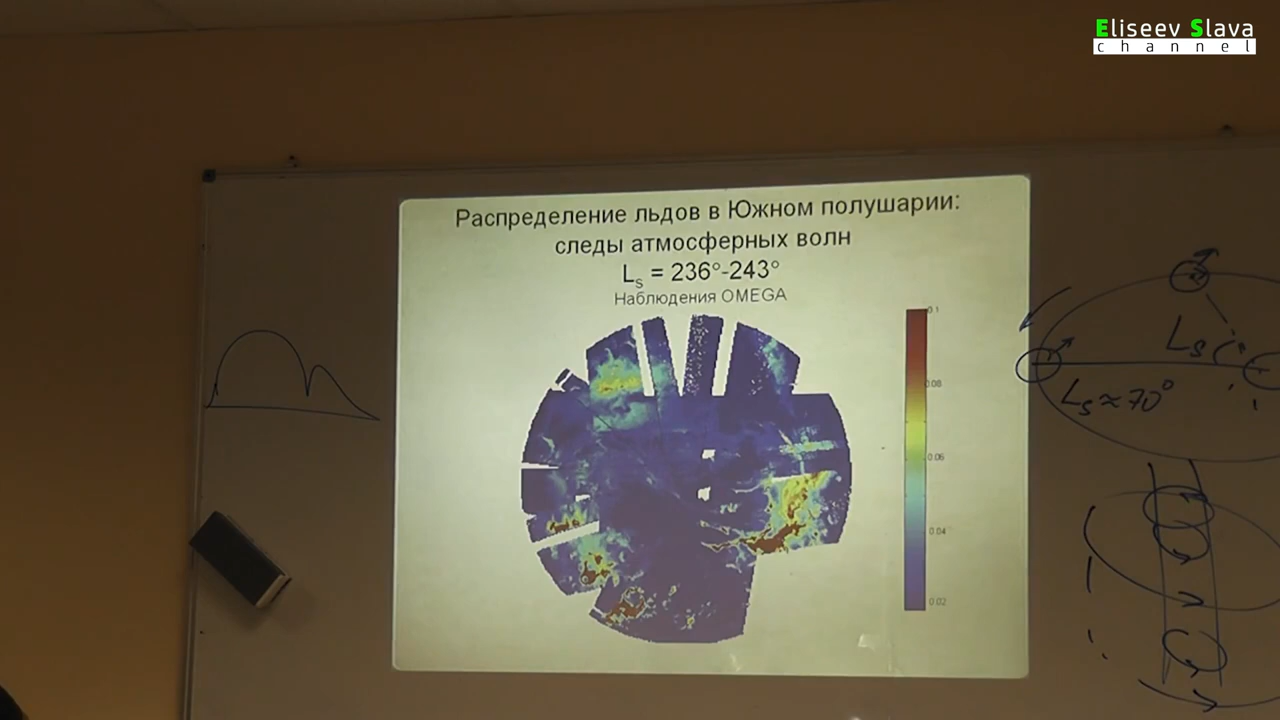 Eliseev Slava
channel
Распределение льдов в Южном полушарии:
следы атмосферных волн
Ls = 236°-243°
Наблюдения OMEGA
0.1
0.08
0.06
0.04
0.02
Ls
Ls ≈ 70°